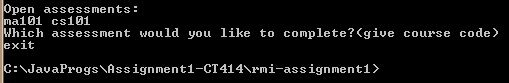 Open assessments:
ma101 cs101
Which assessment would you like to complete?(give course code)
exit
C:\JavaProgs\Assignment1-CT414\rmi-assignment1>